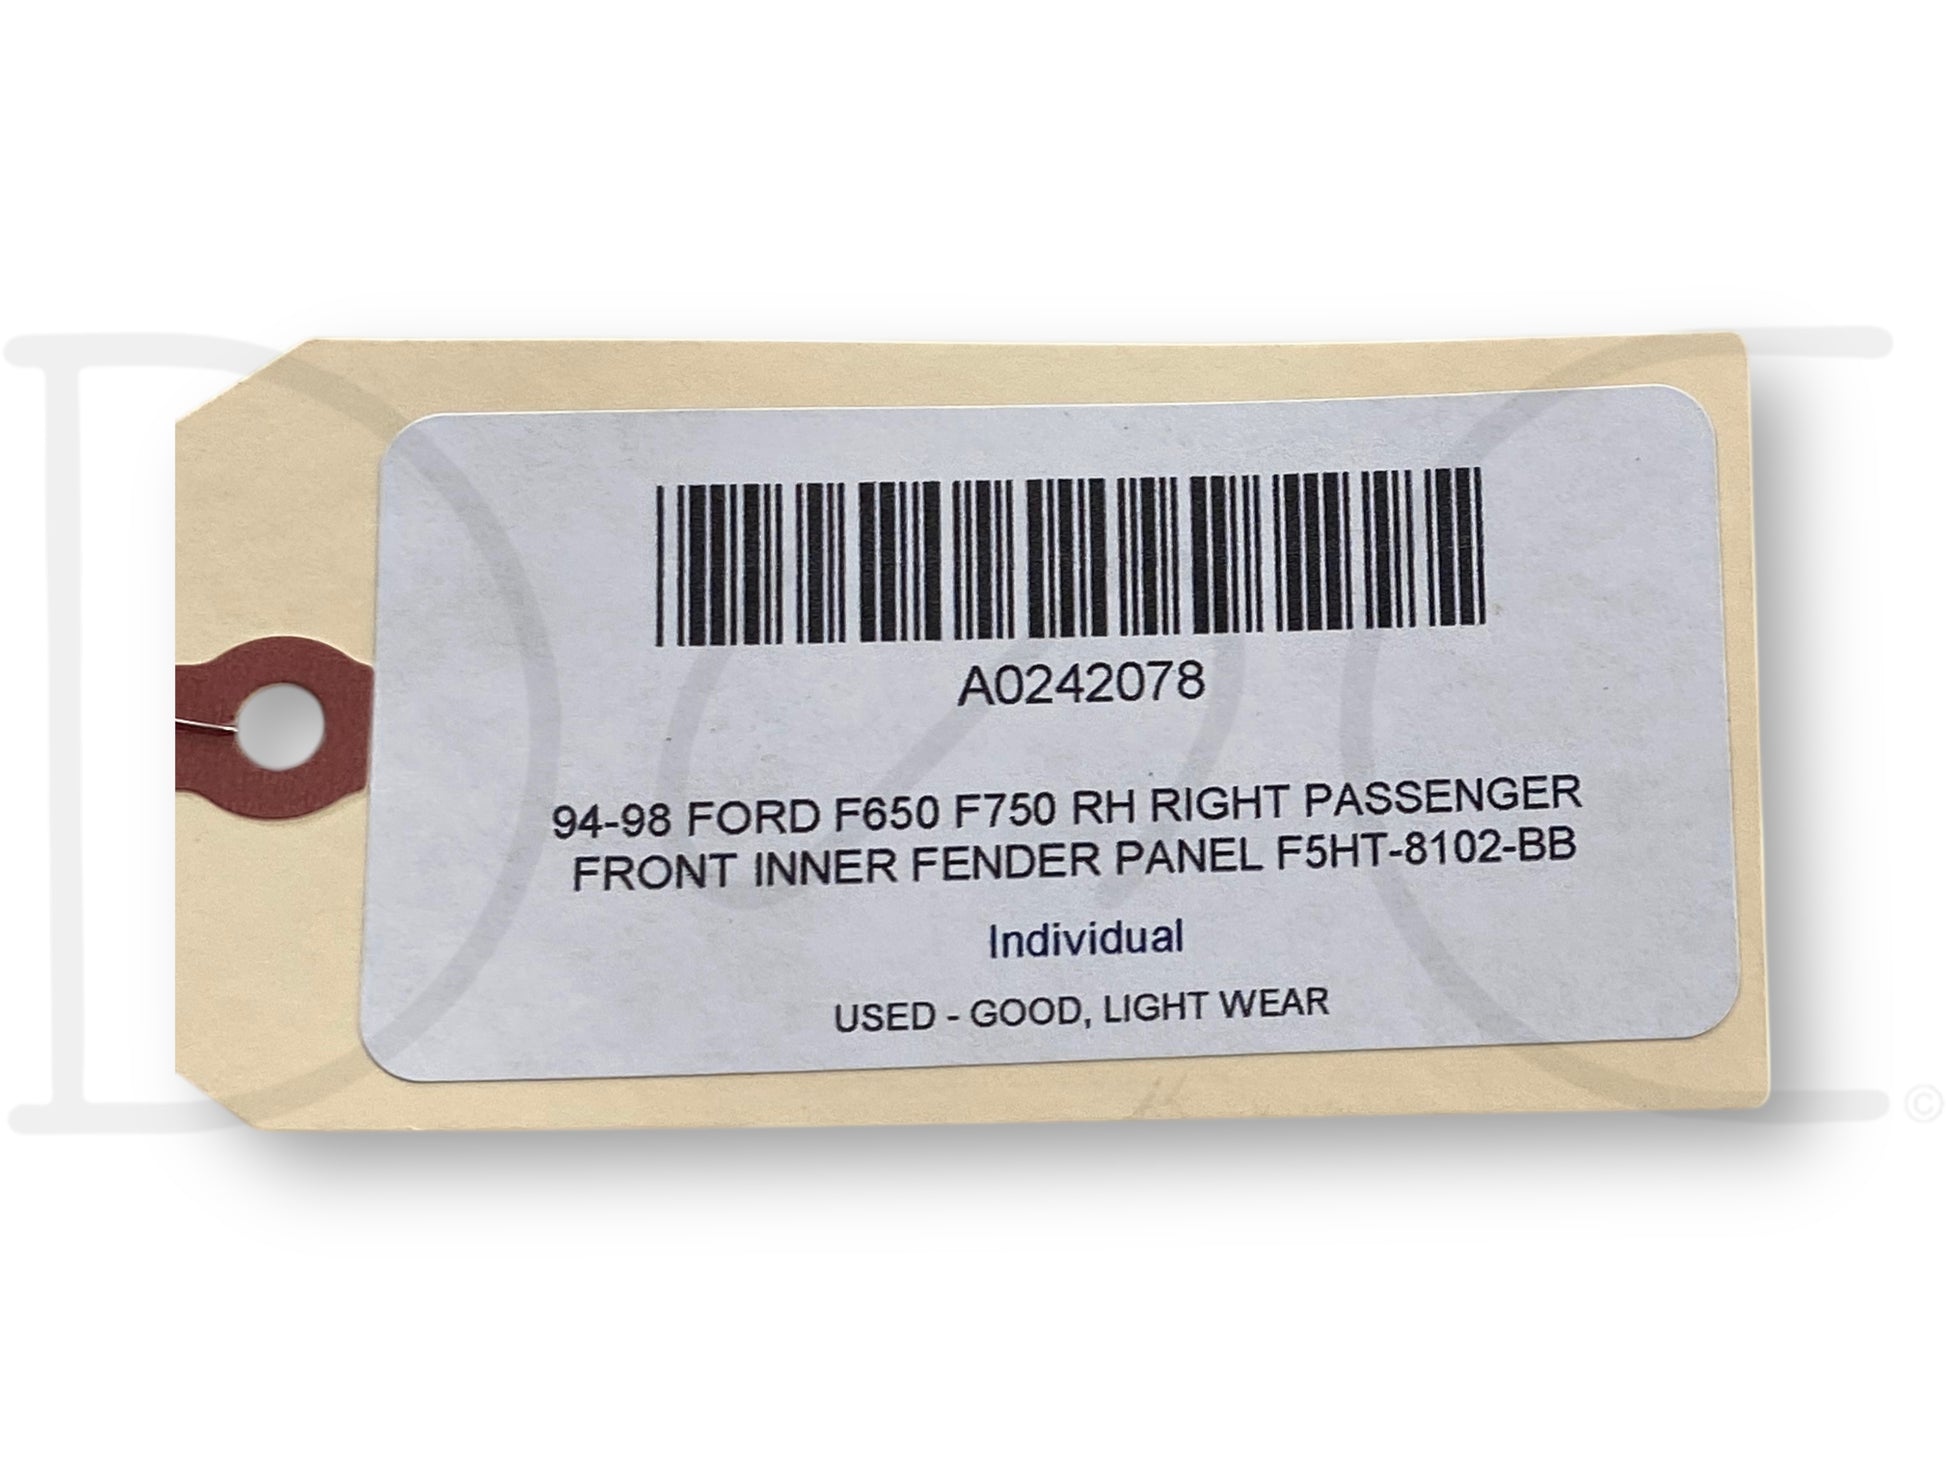 A0242078
94-98 FORD F650 F750 RH RIGHT PASSENGER
FRONT INNER FENDER PANEL F5HT-8102-BB
Individual
USED - GOOD, LIGHT WEAR
©